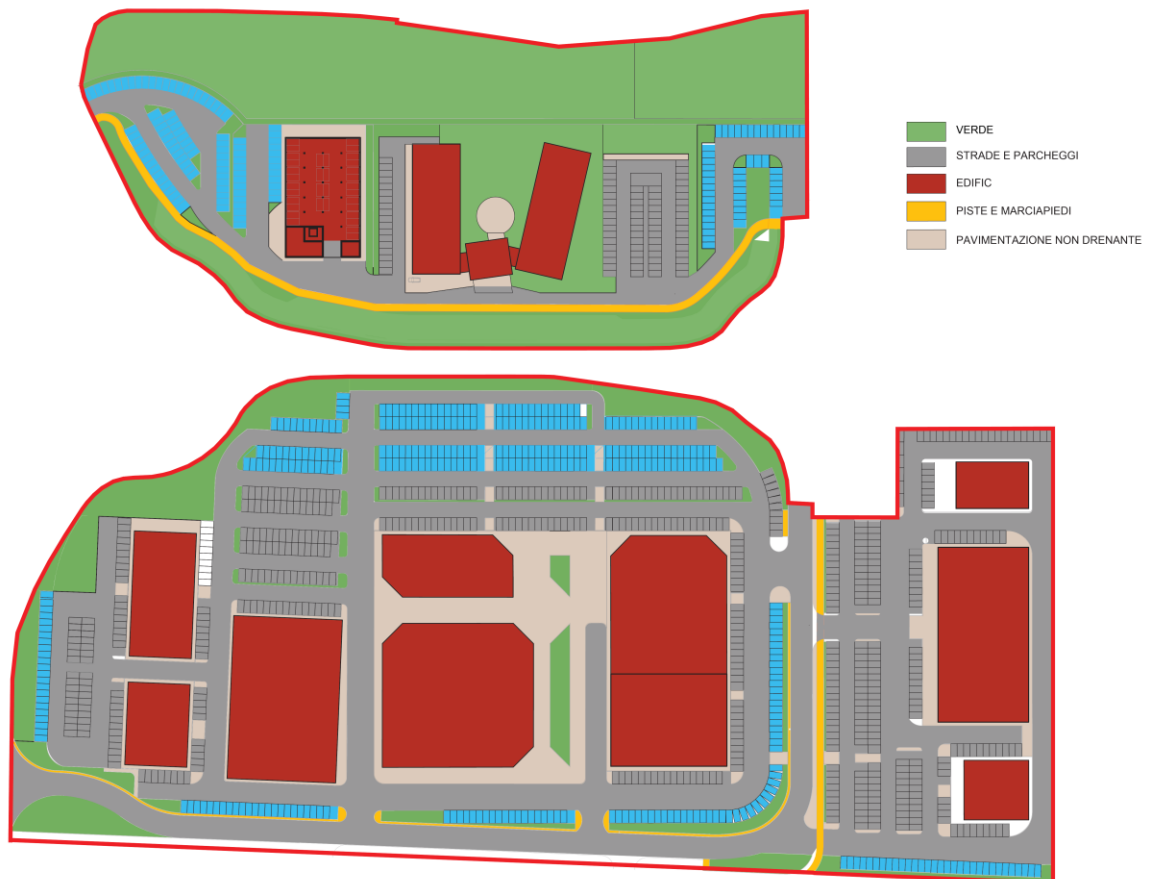 VERDE
STRADE E PARCHEGGI
EDIFIC
PISTE E MARCIAPIEDI
PAVIMENTAZIONE NON DRENANTE